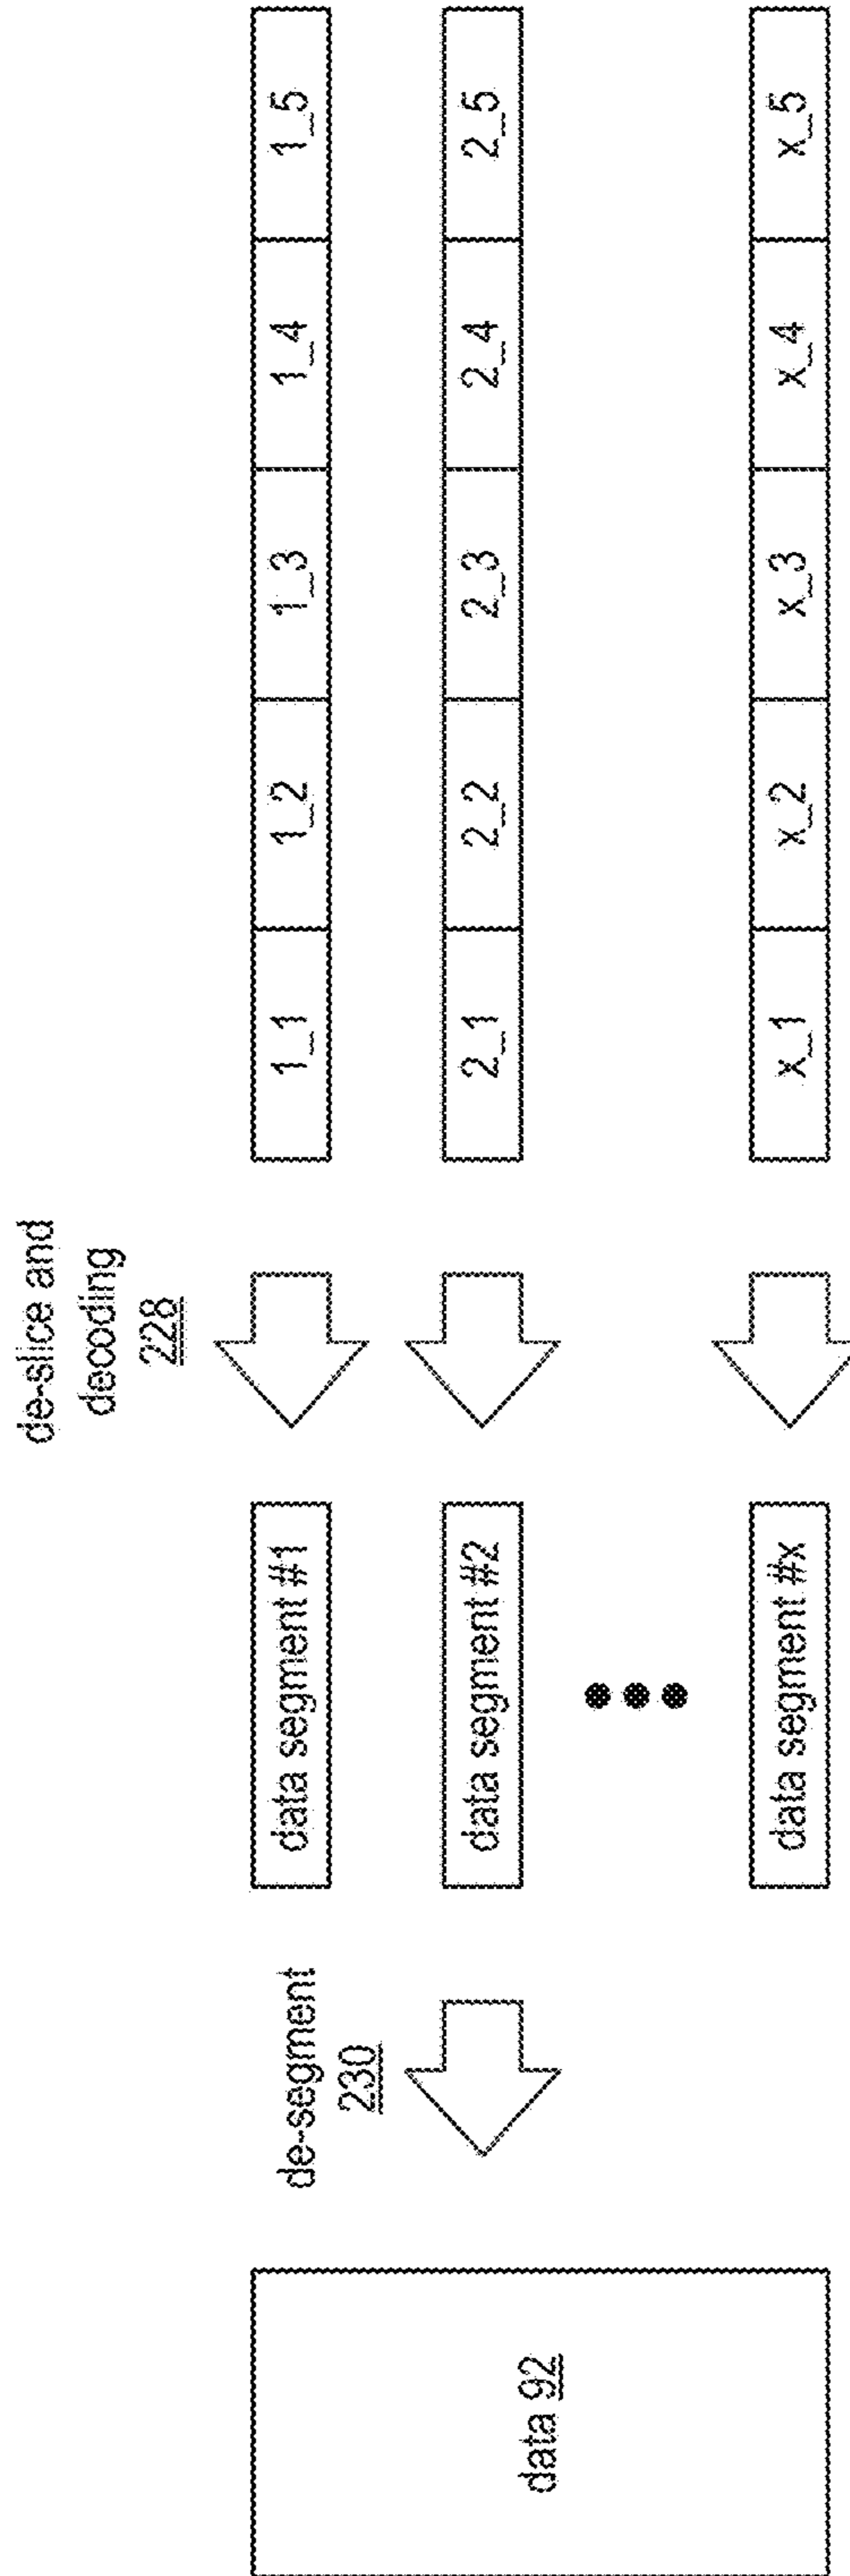 de-slice and
decoding
228
de-segment
230
data 92
data segment #1
1_1 1_2 1_3 1_4 1_5
data segment #2
2_1 2_2 2_3 2_4 2_5
data segment #x
x_1 x_2 x_3 x_4 x_5